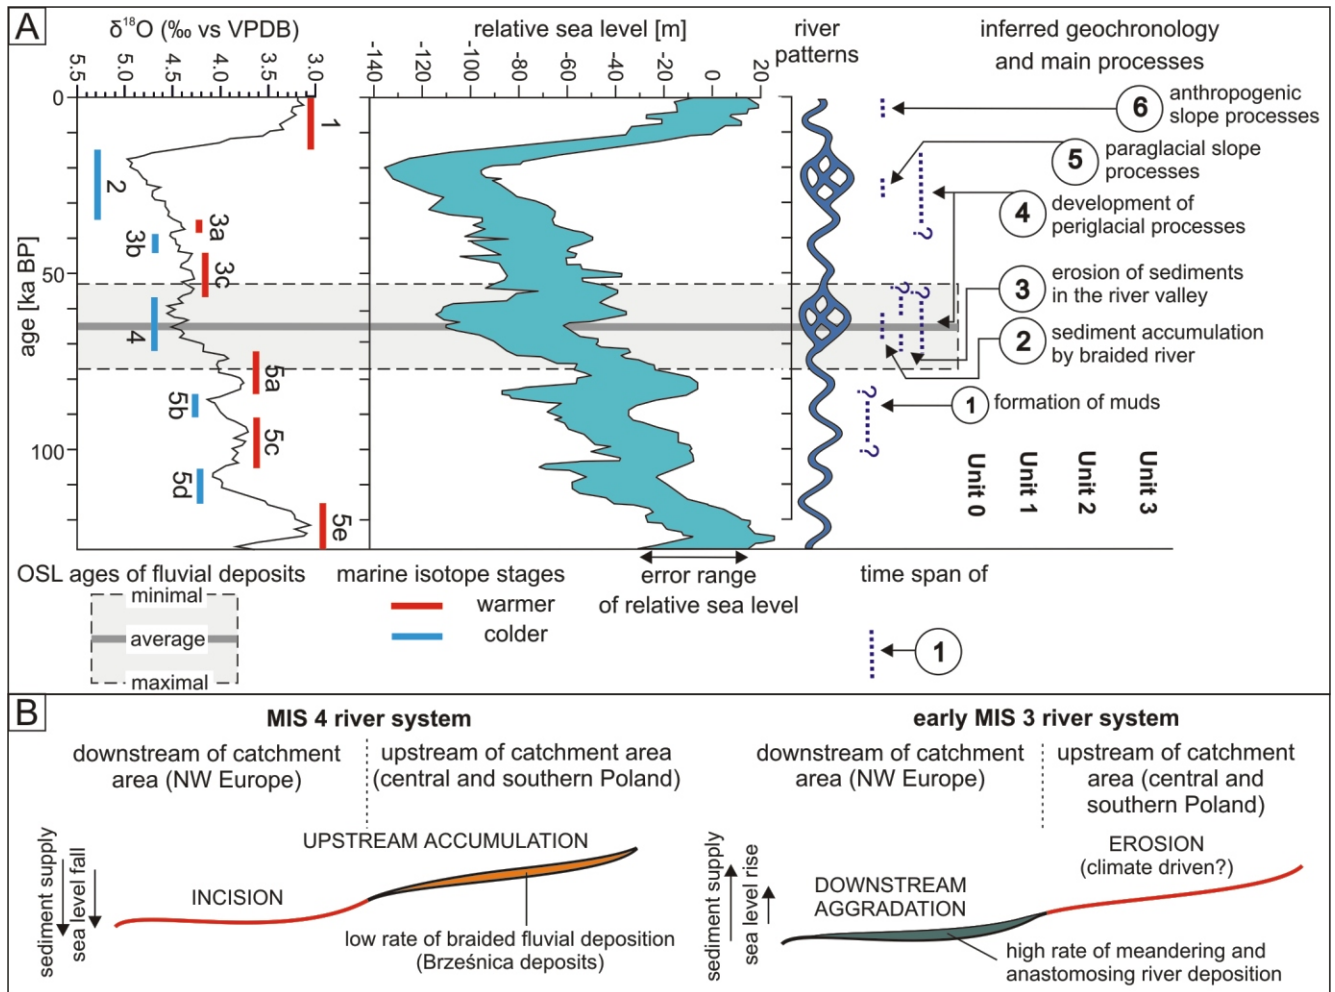 A
δ¹⁸O (‰ vs VPDB)
5.5
5.0
4.5
4.0
3.5
3.0
relative sea level [m]
-140
-120
-100
-80
-60
-40
-20
0
20
river
patterns
inferred geochronology
and main processes
age [ka BP]
0
50
100
1
2
3a
3b
3c
4
5a
5b
5c
5d
5e
6
anthropogenic
slope processes
5
paraglacial slope
processes
4
development of
periglacial processes
?
3
erosion of sediments
in the river valley
? ?
2
sediment accumulation
by braided river
?
1
formation of muds
?
Unit 0
Unit 1
Unit 2
Unit 3
OSL ages of fluvial deposits
minimal
average
maximal
marine isotope stages
warmer
colder
error range
of relative sea level
time span of
1
B
MIS 4 river system
downstream of catchment
area (NW Europe)
upstream of catchment area
(central and southern Poland)
sediment supply
sea level fall
UPSTREAM ACCUMULATION
INCISION
low rate of braided fluvial deposition
(Brześnica deposits)
early MIS 3 river system
downstream of catchment
area (NW Europe)
upstream of catchment
area (central and
southern Poland)
sediment supply
sea level rise
EROSION
(climate driven?)
DOWNSTREAM
AGGRADATION
high rate of meandering and
anastomosing river deposition